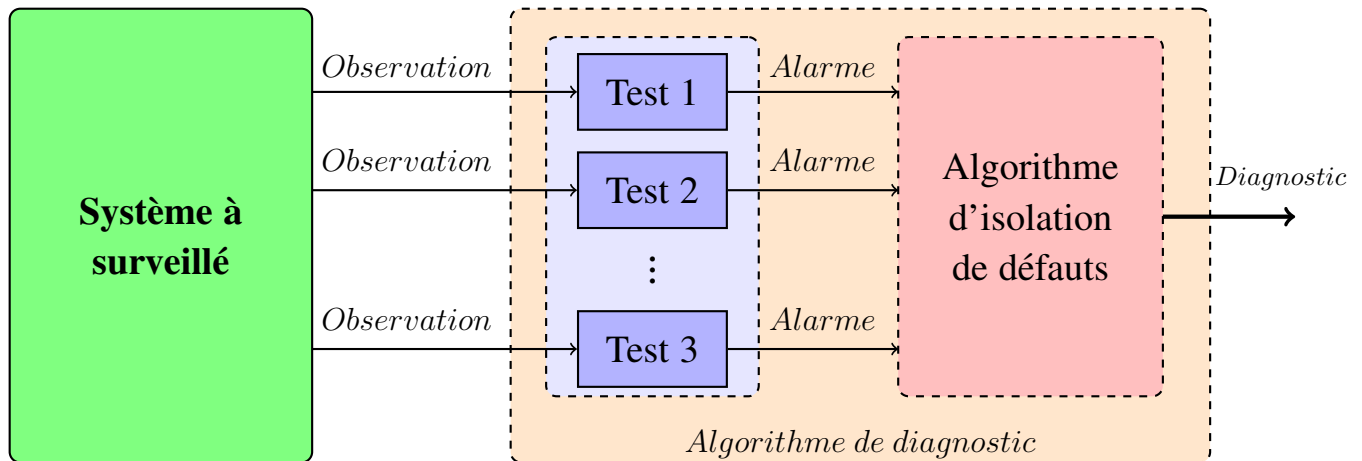 Observation
Test 1
Alarme
Observation
Test 2
Alarme
Système à
surveillé
Algorithme
d'isolation
de défauts
Diagnostic
⋮
Observation
Test 3
Alarme
Algorithme de diagnostic